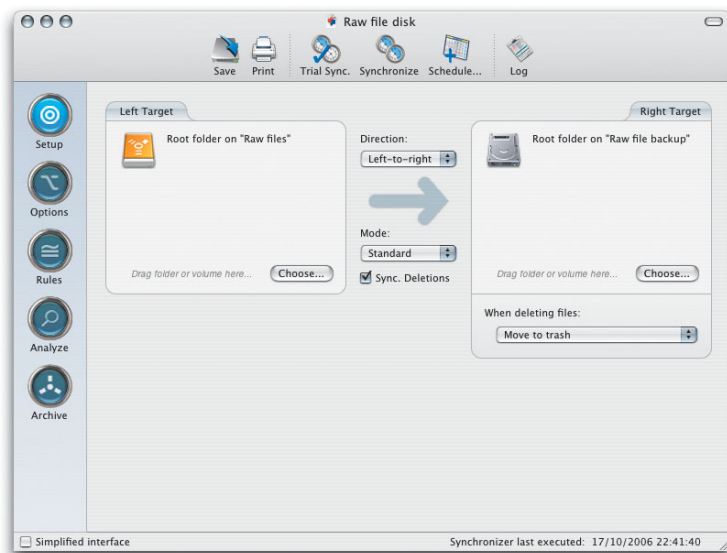 Raw file disk
Save Print Trial Sync. Synchronize Schedule... Log
Setup
Options
Rules
Analyze
Archive
Left Target
Root folder on "Raw files"
Drag folder or volume here... Choose...
Direction:
Left-to-right
Mode:
Standard
Sync. Deletions
Right Target
Root folder on "Raw file backup"
Drag folder or volume here... Choose...
When deleting files:
Move to trash
Simplified interface
Synchronizer last executed: 17/10/2006 22:41:40